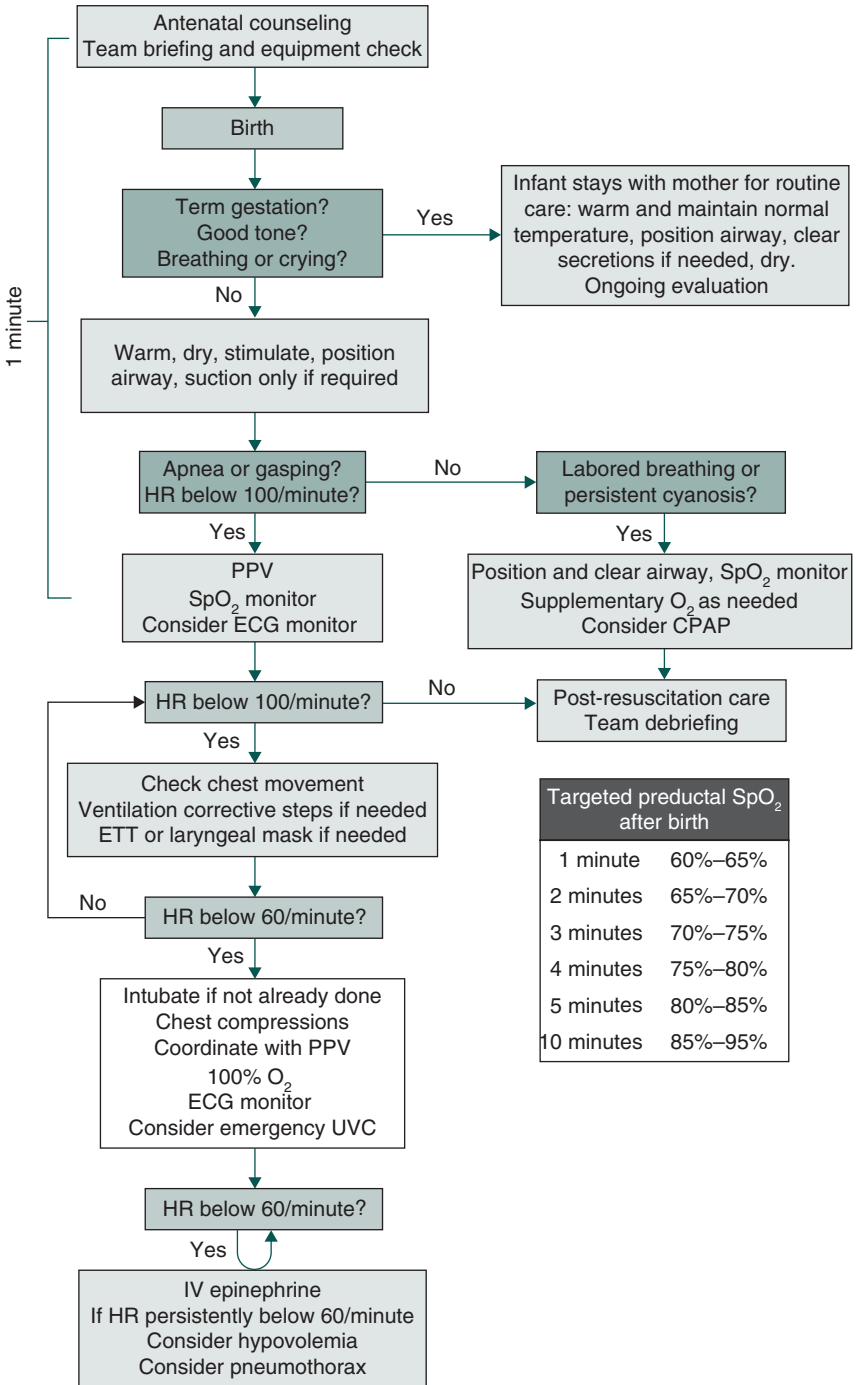 Antenatal counseling
Team briefing and equipment check
1 minute
Birth
Term gestation?
Good tone?
Breathing or crying?
Yes
Infant stays with mother for routine
care: warm and maintain normal
temperature, position airway, clear
secretions if needed, dry.
Ongoing evaluation
No
Warm, dry, stimulate, position
airway, suction only if required
Apnea or gasping?
HR below 100/minute?
No
Labored breathing or
persistent cyanosis?
Yes
Yes
PPV
SpO₂ monitor
Consider ECG monitor
Position and clear airway, SpO₂ monitor
Supplementary O₂ as needed
Consider CPAP
HR below 100/minute?
No
Post-resuscitation care
Team debriefing
Yes
Check chest movement
Ventilation corrective steps if needed
ETT or laryngeal mask if needed
No
HR below 60/minute?
Yes
Intubate if not already done
Chest compressions
Coordinate with PPV
100% O₂
ECG monitor
Consider emergency UVC
HR below 60/minute?
Yes
IV epinephrine
If HR persistently below 60/minute
Consider hypovolemia
Consider pneumothorax
Targeted preductal SpO₂
after birth
1 minute 60%–65%
2 minutes 65%–70%
3 minutes 70%–75%
4 minutes 75%–80%
5 minutes 80%–85%
10 minutes 85%–95%